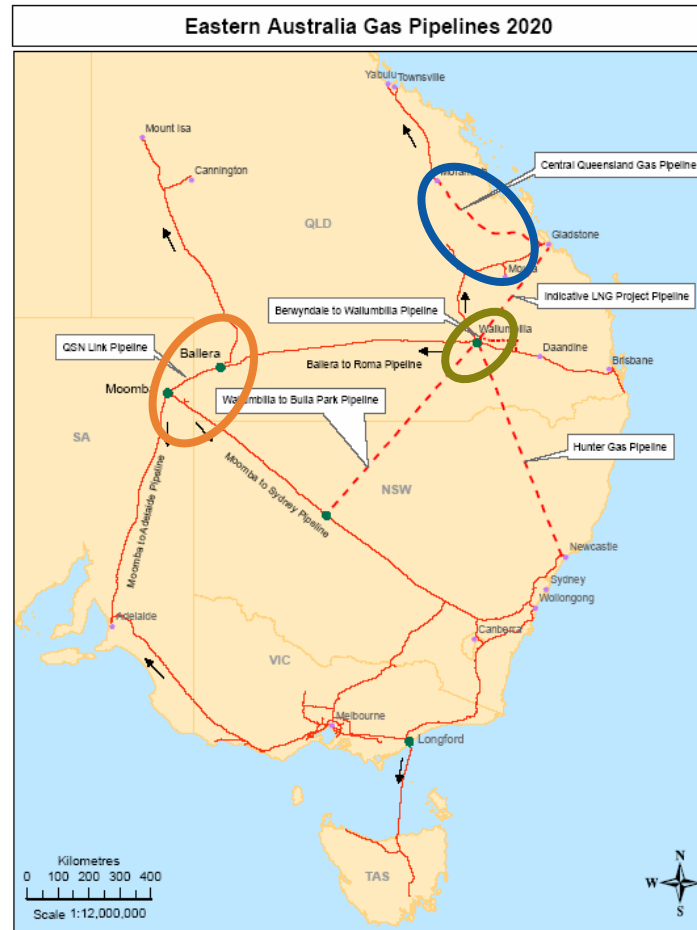 Eastern Australia Gas Pipelines 2020
Yabulu
Townsville
Mount Isa
Cannington
Central Queensland Gas Pipeline
QLD
Gladstone
Indicative LNG Project Pipeline
Berwyndale to Wallumbilla Pipeline
Wallumbilla
QSN Link Pipeline
Ballera
Daandine
Brisbane
Ballera to Roma Pipeline
Moomba
Wallumbilla to Bulla Park Pipeline
SA
Hunter Gas Pipeline
Moomba to Adelaide Pipeline
Moomba to Sydney Pipeline
NSW
Newcastle
Sydney
Wollongong
Adelaide
Canberra
VIC
Melbourne
Longford
TAS
Kilometres
0 100 200 300 400
Scale 1:12,000,000
N
W E
S